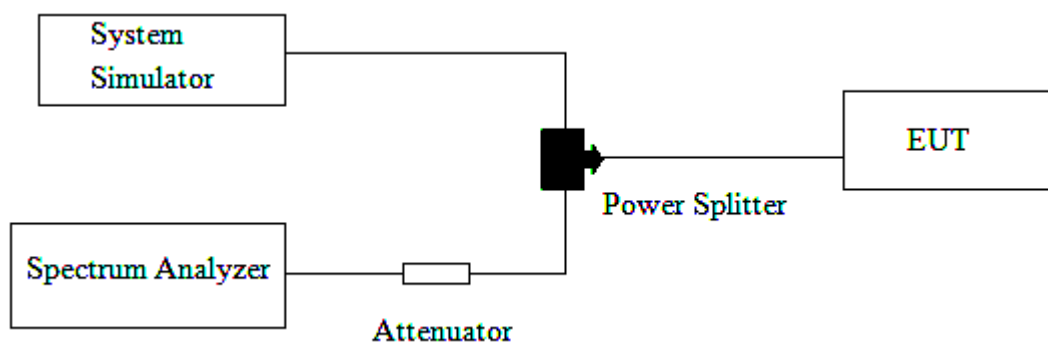 System
Simulator
EUT
Power Splitter
Spectrum Analyzer
Attenuator